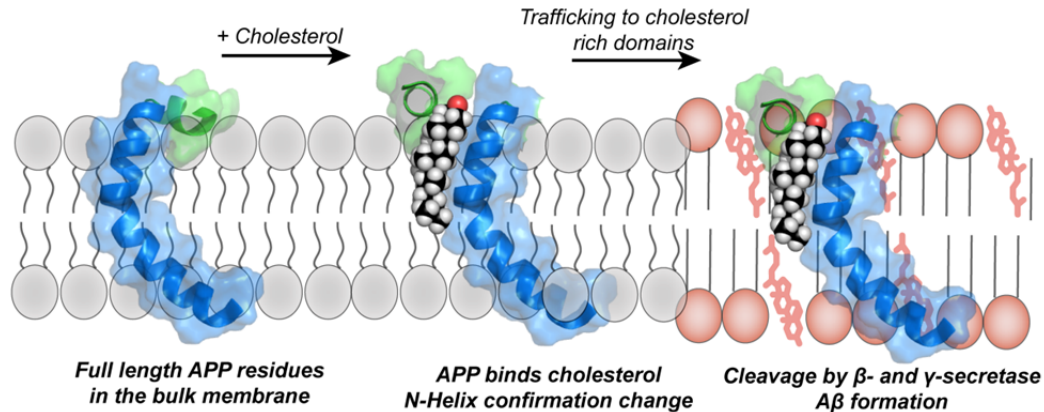 + Cholesterol
Trafficking to cholesterol
rich domains
Full length APP residues
in the bulk membrane
APP binds cholesterol
N-Helix confirmation change
Cleavage by β- and γ-secretase
Aβ formation